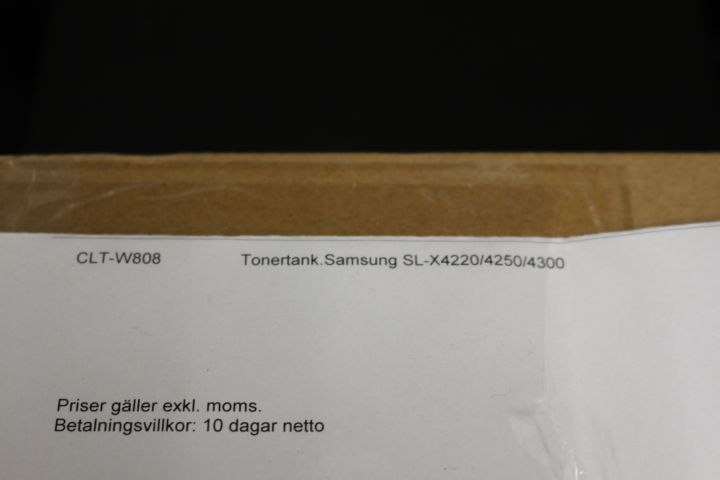 CLT-W808 Tonertank.Samsung SL-X4220/4250/4300
Priser gäller exkl. moms.
Betalningsvillkor: 10 dagar netto